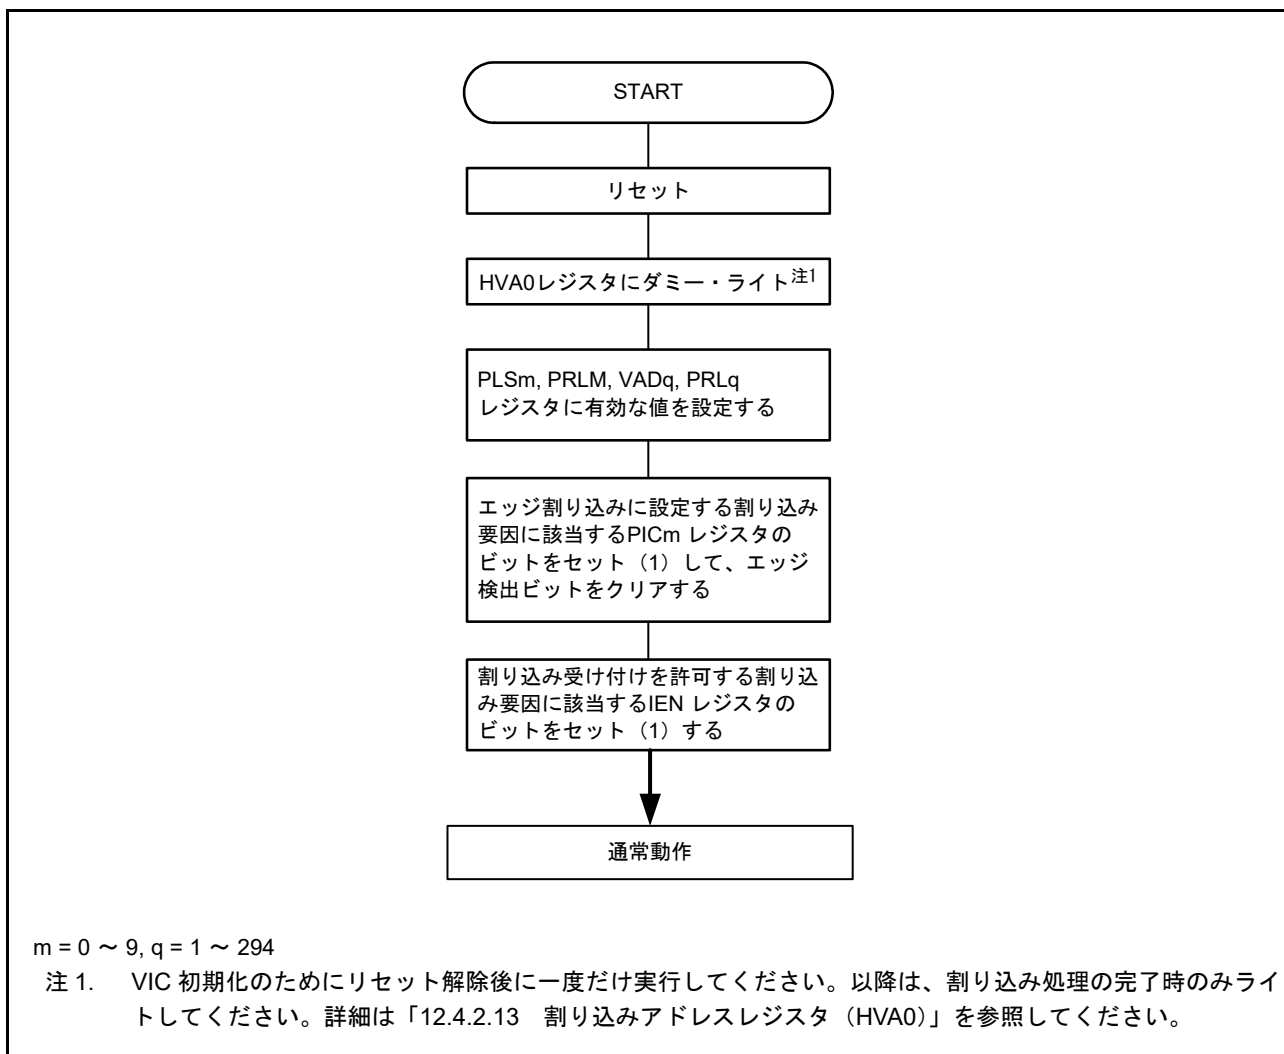 START
リセット
HVA0レジスタにダミー・ライト注1
PLSm, PRLM, VADq, PRLq
レジスタに有効な値を設定する
エッジ割り込みに設定する割り込み
要因に該当するPICm レジスタの
ビットをセット（1）して、エッジ
検出ビットをクリアする
割り込み受け付けを許可する割り込
み要因に該当するIEN レジスタの
ビットをセット（1）する
通常動作
m = 0 ～ 9, q = 1 ～ 294
注 1. VIC 初期化のためにリセット解除後に一度だけ実行してください。以降は、割り込み処理の完了時のみライ
トしてください。詳細は「12.4.2.13 割り込みアドレスレジスタ（HVA0）」を参照してください。